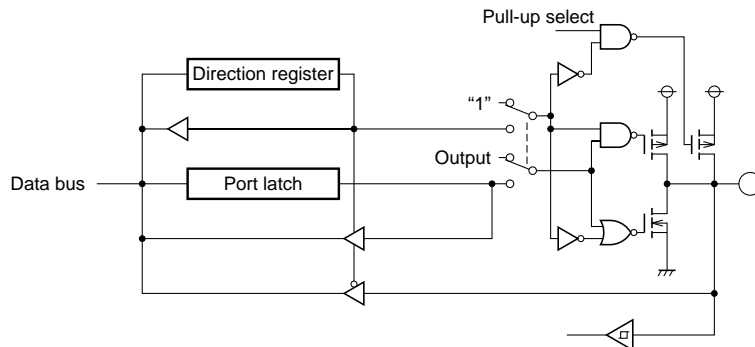 Pull-up select
Direction register
“1”
Output
Data bus
Port latch